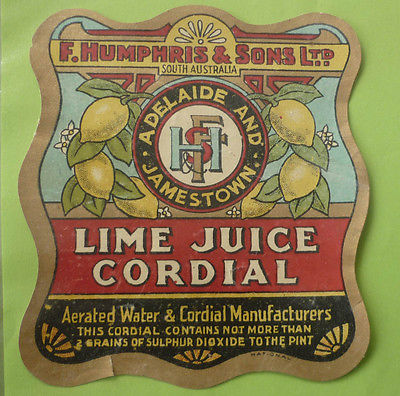 F. HUMPHRIS & SONS LTD
SOUTH AUSTRALIA
ADELAIDE AND
JAMESTOWN.
FHS
LIME JUICE
CORDIAL
Aerated Water & Cordial Manufacturers
THIS CORDIAL CONTAINS NOT MORE THAN
2 GRAINS OF SULPHUR DIOXIDE TO THE PINT
NATIONAL